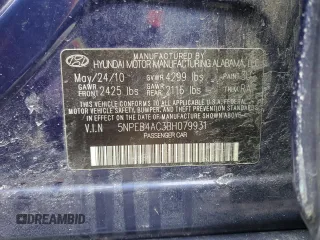 MANUFACTURED BY
HYUNDAI MOTOR MANUFACTURING ALABAMA, LLC
May/24/10 GVWR 4299 lbs PAINT
GAWR FRONT 2425 lbs GAWR REAR 2116 lbs TRIM
THIS VEHICLE CONFORMS TO ALL APPLICABLE U.S. FEDERAL
MOTOR VEHICLE SAFETY, BUMPER, AND THEFT PREVENTION
STANDARDS IN EFFECT ON THE DATE OF MANUFACTURE
SHOWN ABOVE.
V.I.N 5NPEB4AC3BH079931
PASSENGER CAR
DREAMBID